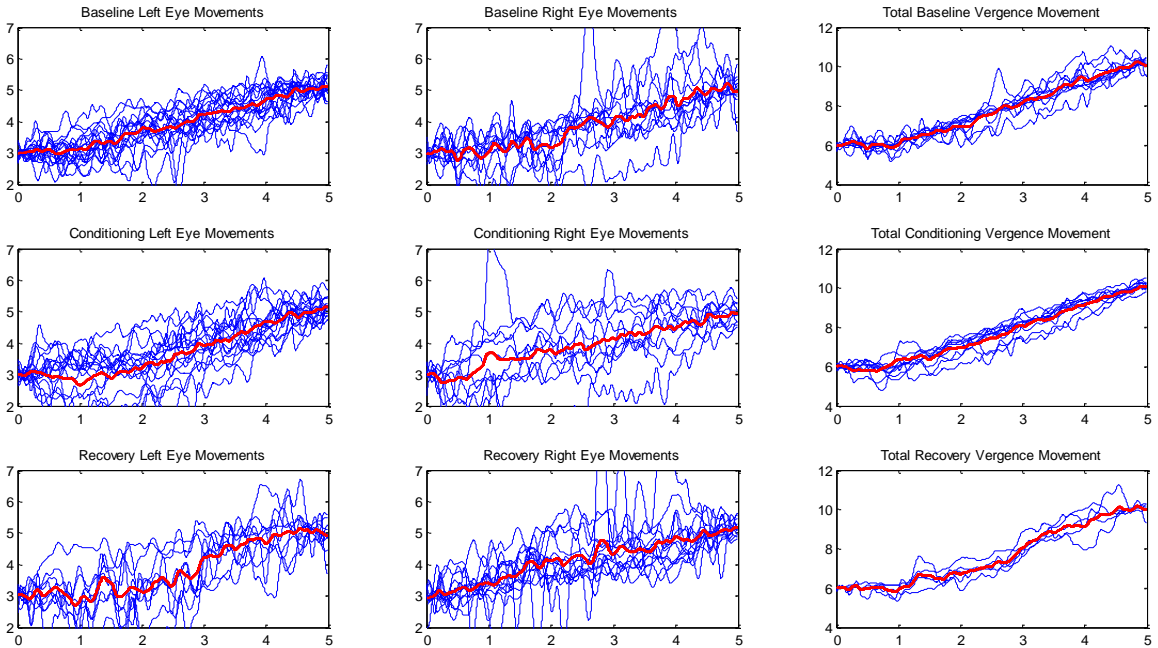 Baseline Left Eye Movements
7
6
5
4
3
2
0 1 2 3 4 5
Baseline Right Eye Movements
7
6
5
4
3
2
0 1 2 3 4 5
Total Baseline Vergence Movement
12
10
8
6
4
0 1 2 3 4 5
Conditioning Left Eye Movements
7
6
5
4
3
2
0 1 2 3 4 5
Conditioning Right Eye Movements
7
6
5
4
3
2
0 1 2 3 4 5
Total Conditioning Vergence Movement
12
10
8
6
4
0 1 2 3 4 5
Recovery Left Eye Movements
7
6
5
4
3
2
0 1 2 3 4 5
Recovery Right Eye Movements
7
6
5
4
3
2
0 1 2 3 4 5
Total Recovery Vergence Movement
12
10
8
6
4
0 1 2 3 4 5